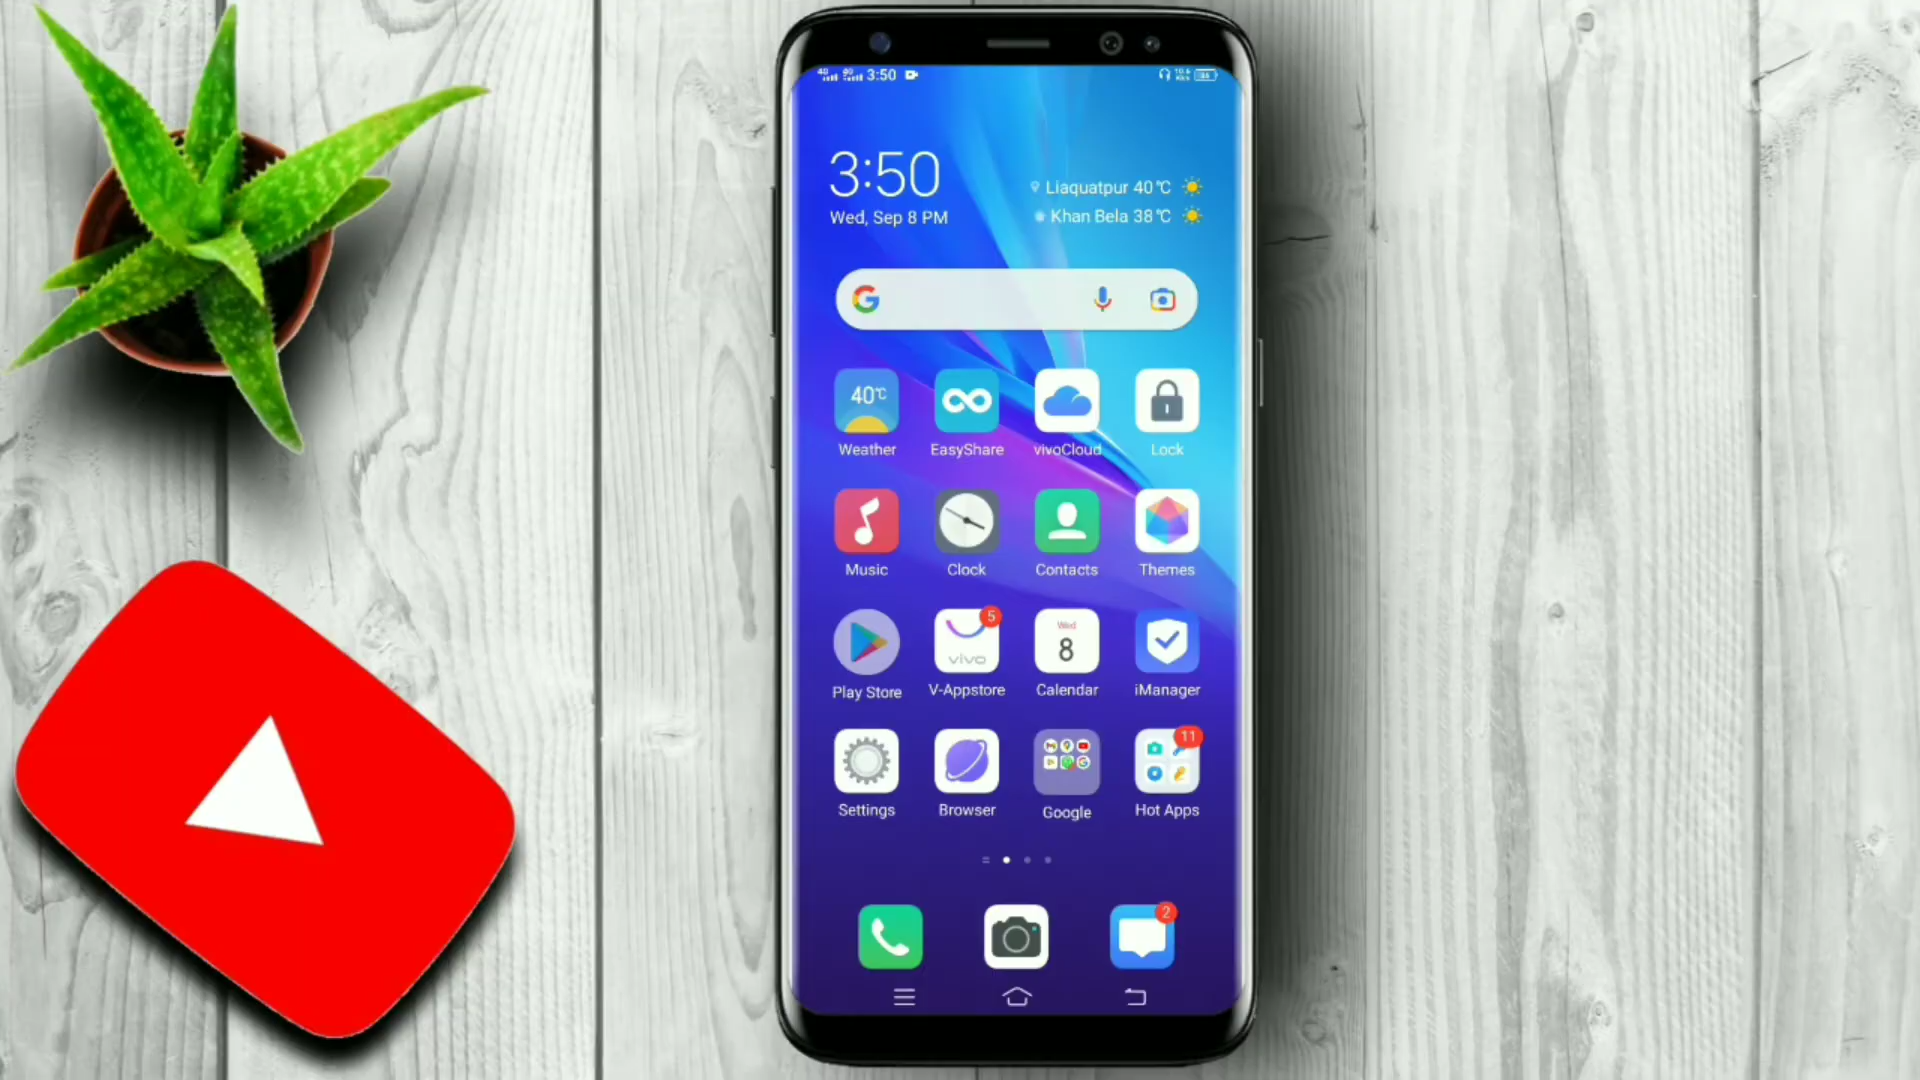 3:50
3:50
Wed, Sep 8 PM
Liaquatpur 40℃
Khan Bela 38℃
40℃
Weather
EasyShare
vivoCloud
Lock
Music
Clock
Contacts
Themes
5
vivo
Wed
8
Play Store
V-Appstore
Calendar
iManager
11
Settings
Browser
Google
Hot Apps
2